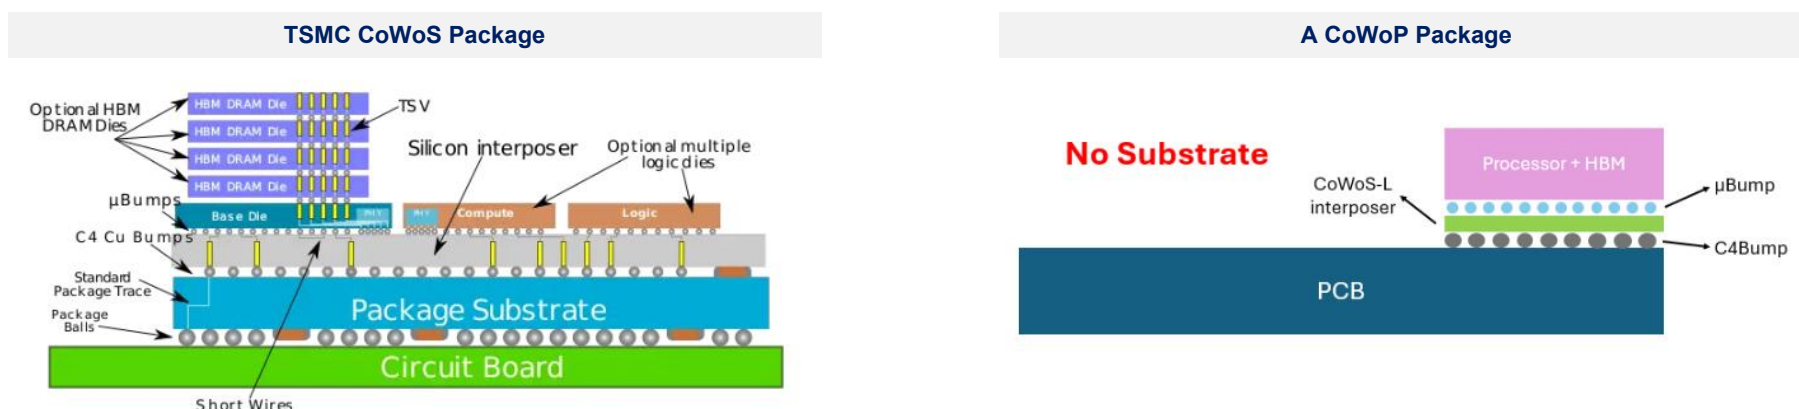 TSMC CoWoS Package
A CoWoP Package
Optional HBM
DRAM Dies
HBM DRAM Die
HBM DRAM Die
HBM DRAM Die
HBM DRAM Die
TSV
Silicon interposer
Optional multiple
logic dies
μBumps
Base Die
PHY
PHY
Compute
Logic
C4 Cu Bumps
Standard
Package Trace
Package
Balls
Package Substrate
Circuit Board
Short Wires
No Substrate
Processor + HBM
CoWoS-L
interposer
μBump
C4Bump
PCB